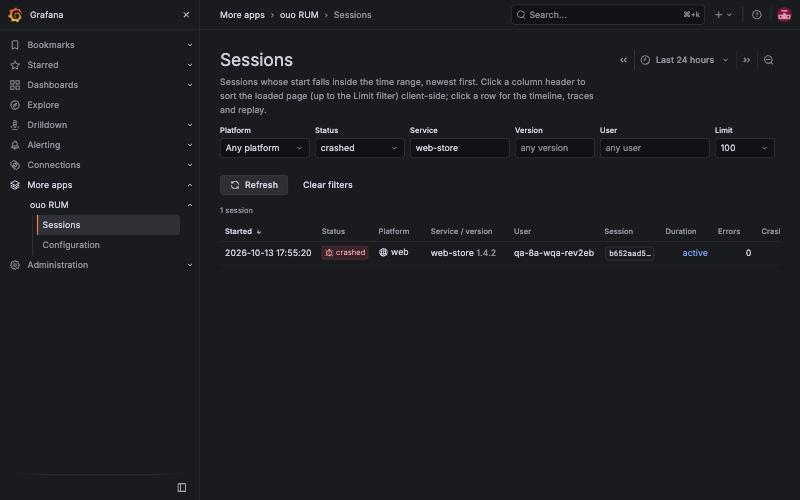 Grafana
More apps › ouo RUM › Sessions
Search... ⌘+k
Bookmarks
Starred
Dashboards
Explore
Drilldown
Alerting
Connections
More apps
ouo RUM
Sessions
Configuration
Administration
Sessions
Last 24 hours
Sessions whose start falls inside the time range, newest first. Click a column header to
sort the loaded page (up to the Limit filter) client-side; click a row for the timeline, traces
and replay.
Platform Status Service Version User Limit
Any platform crashed web-store any version any user 100
Refresh Clear filters
1 session
Started ↓ Status Platform Service / version User Session Duration Errors
2026-10-13 17:55:20 crashed web web-store 1.4.2 qa-8a-wqa-rev2eb b652aad5… active 0